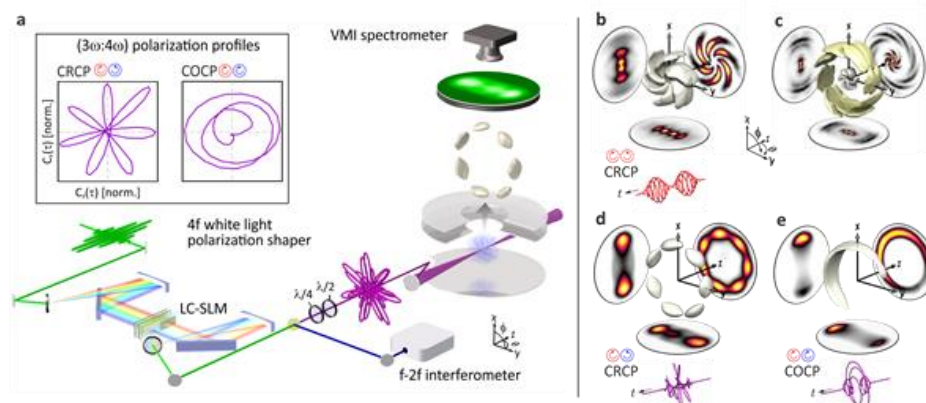 a
(3ω:4ω) polarization profiles
CRCP
COCP
Cᵧ(τ) [norm.]
Cₓ(τ) [norm.]
4f white light
polarization shaper
LC-SLM
λ/4
λ/2
f-2f interferometer
VMI spectrometer
x
ϕ
z
y
b
x
y
CRCP
t
c
x
y
x
ϕ
z
y
d
x
z
y
CRCP
t
e
x
z
y
COCP
t